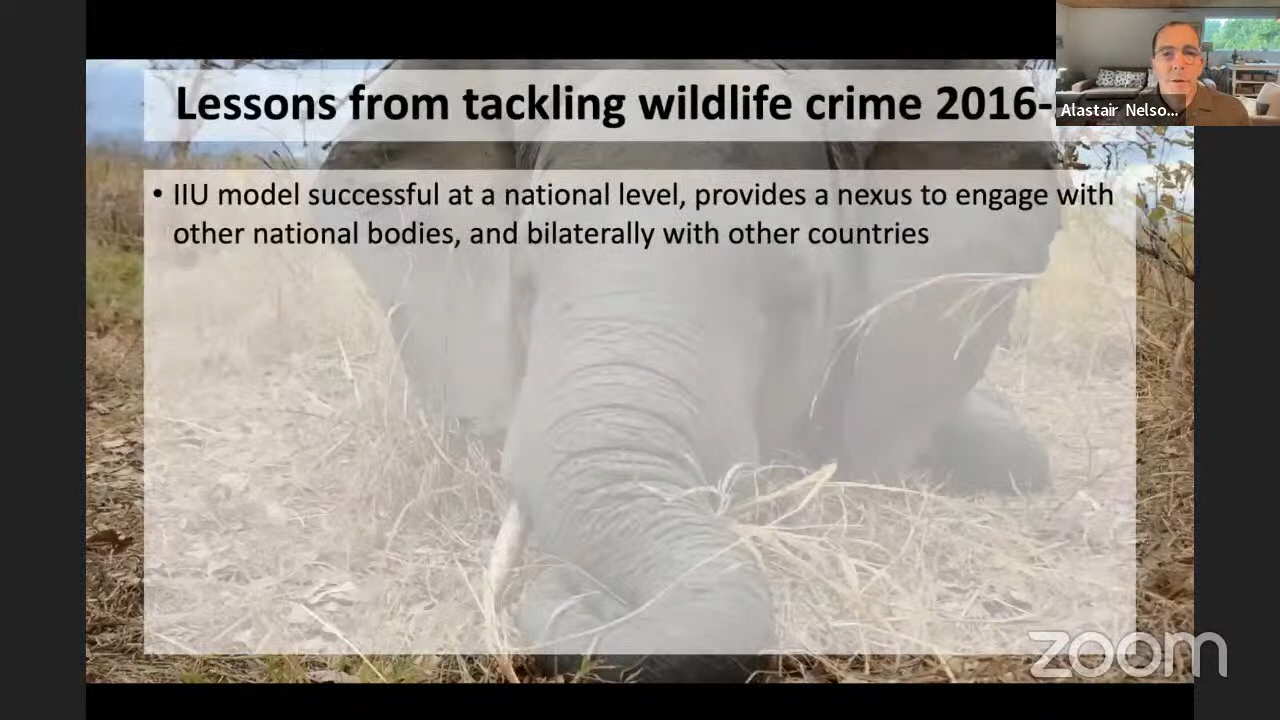 Lessons from tackling wildlife crime 2016-
Alastair Nelso...
• IIU model successful at a national level, provides a nexus to engage with
other national bodies, and bilaterally with other countries
zoom